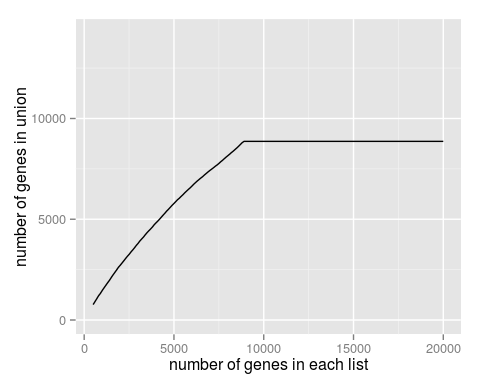 number of genes in union
10000
5000
0
0 5000 10000 15000 20000
number of genes in each list